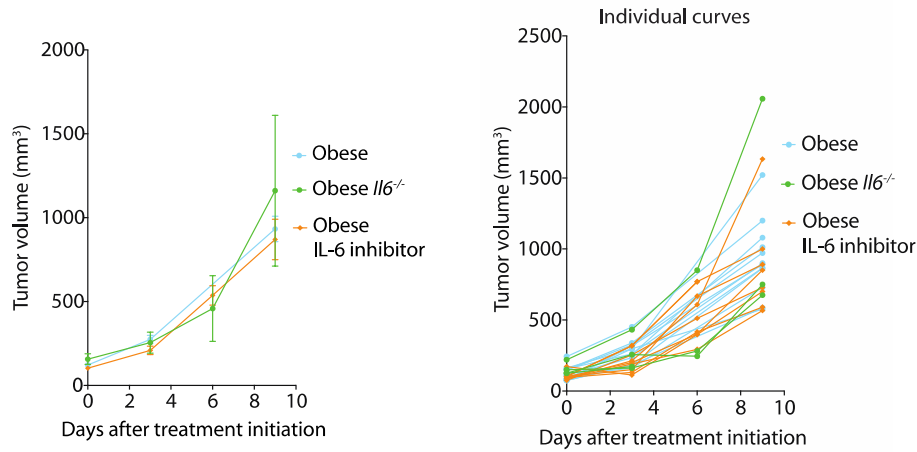 Tumor volume (mm³)
2000
1500
1000
500
0
0 2 4 6 8 10
Days after treatment initiation
Obese
Obese Il6-/-
Obese
IL-6 inhibitor
Individual curves
Tumor volume (mm³)
2500
2000
1500
1000
500
0
0 2 4 6 8 10
Days after treatment initiation
Obese
Obese Il6-/-
Obese
IL-6 inhibitor